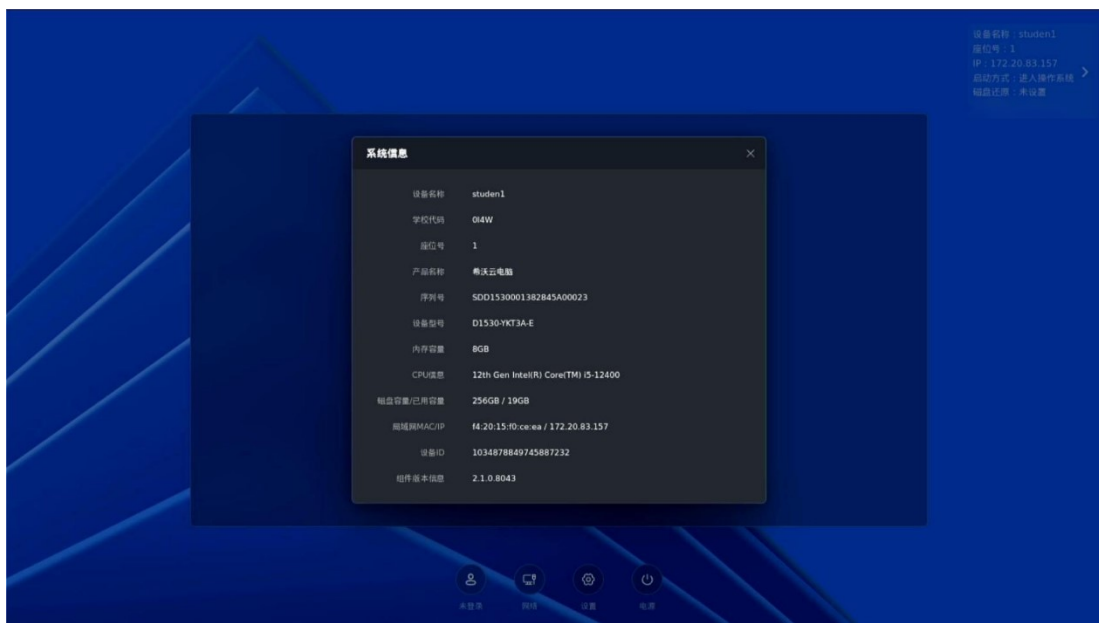 设备名称：studen1
座位号：1
IP：172.20.83.157
启动方式：进入操作系统
磁盘还原：未设置
系统信息
设备名称 studen1
学校代码 0I4W
座位号 1
产品名称 希沃云电脑
序列号 SDD1530001382845A00023
设备型号 D1530-YKT3A-E
内存容量 8GB
CPU信息 12th Gen Intel(R) Core(TM) i5-12400
磁盘容量/已用容量 256GB / 19GB
局域网MAC/IP f4:20:15:f0:ce:ea / 172.20.83.157
设备ID 1034878849745887232
组件版本信息 2.1.0.8043
未登录 网络 设置 电源